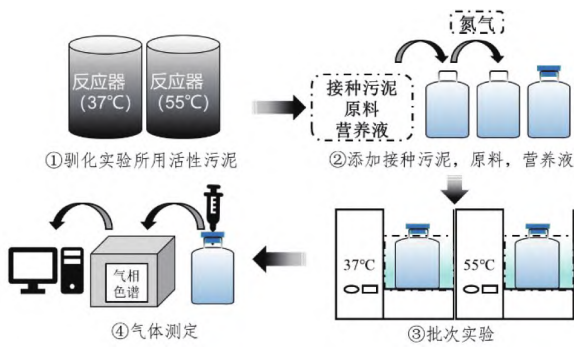 反应器
(37℃)
反应器
(55℃)
①驯化实验所用活性污泥
氮气
接种污泥
原料
营养液
②添加接种污泥，原料，营养液
37℃
55℃
③批次实验
气相
色谱
④气体测定